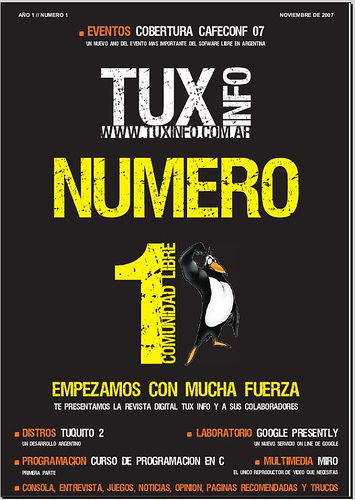 AÑO 1 // NUMERO 1
NOVIEMBRE DE 2007
EVENTOS COBERTURA CAFECONF 07
UN NUEVO ANO DEL EVENTO MAS IMPORTANTE DEL SOFWARE LIBRE EN ARGENTINA
TUX INFO
WWW.TUXINFO.COM.AR
NUMERO
1
COMUNIDAD LIBRE
EMPEZAMOS CON MUCHA FUERZA
TE PRESENTAMOS LA REVISTA DIGITAL TUX INFO Y A SUS COLABORADORES
DISTROS TUQUITO 2
UN DESARROLLO ARGENTINO
LABORATORIO GOOGLE PRESENTLY
UN NUEVO SERVICIO ON LINE DE GOOGLE
PROGRAMACION CURSO DE PROGRAMACION EN C
PRIMERA PARTE
MULTIMEDIA MIRO
EL UNICO REPRODUCTOR DE VIDEO QUE NECESITAS
CONSOLA, ENTREVISTA, JUEGOS, NOTICIAS, OPINION, PAGINAS RECOMENDADAS Y TRUCOS